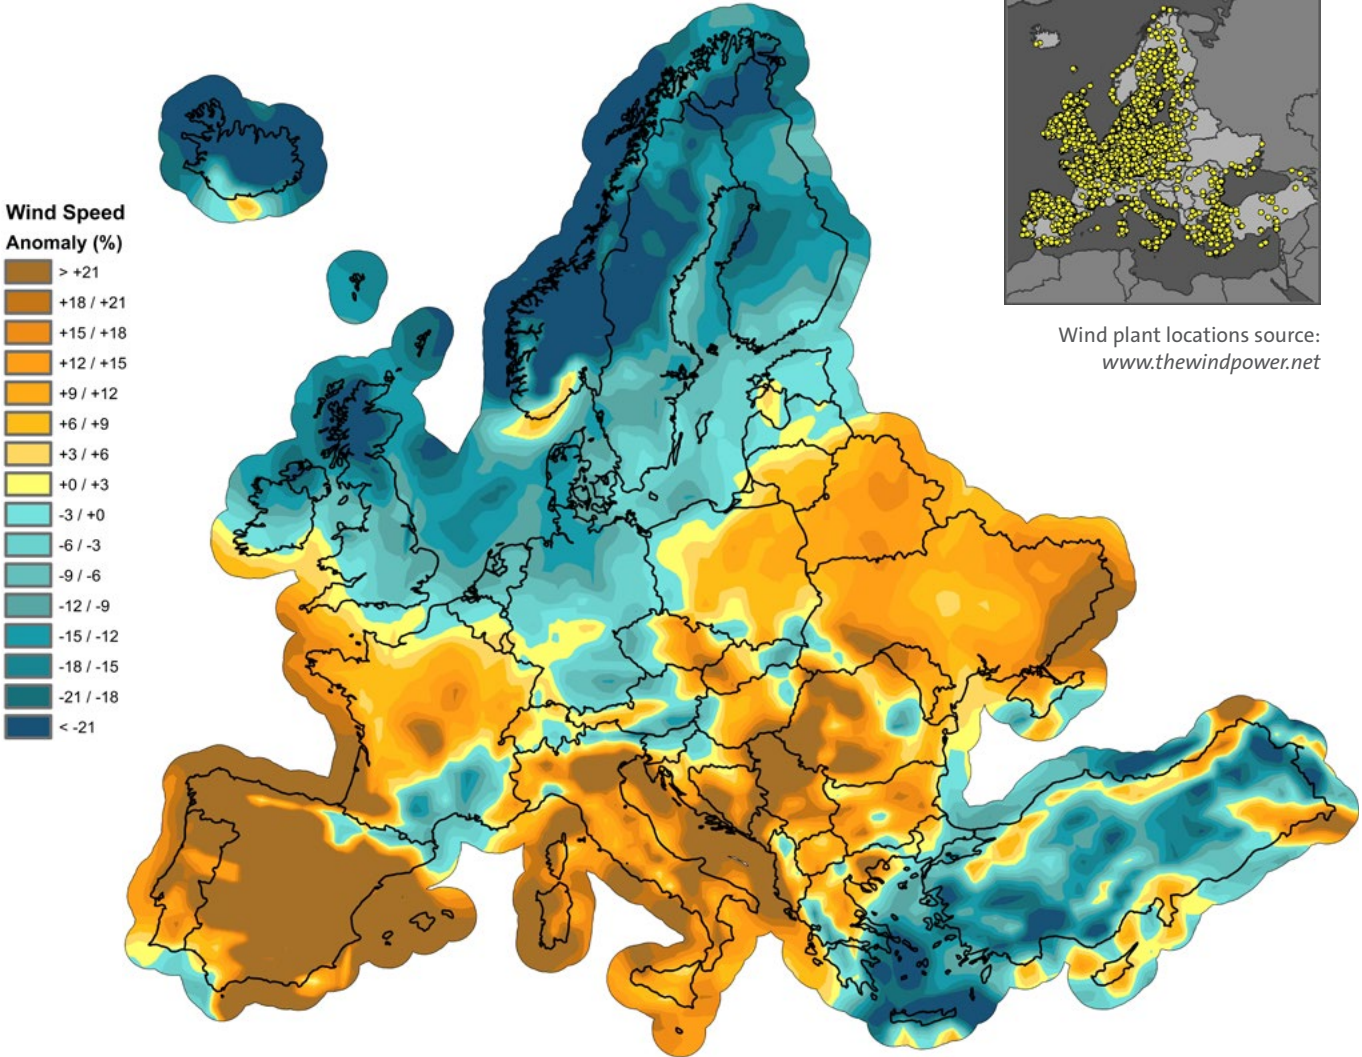 Wind Speed
Anomaly (%)
> +21
+18 / +21
+15 / +18
+12 / +15
+9 / +12
+6 / +9
+3 / +6
+0 / +3
-3 / +0
-6 / -3
-9 / -6
-12 / -9
-15 / -12
-18 / -15
-21 / -18
< -21
Wind plant locations source:
www.thewindpower.net